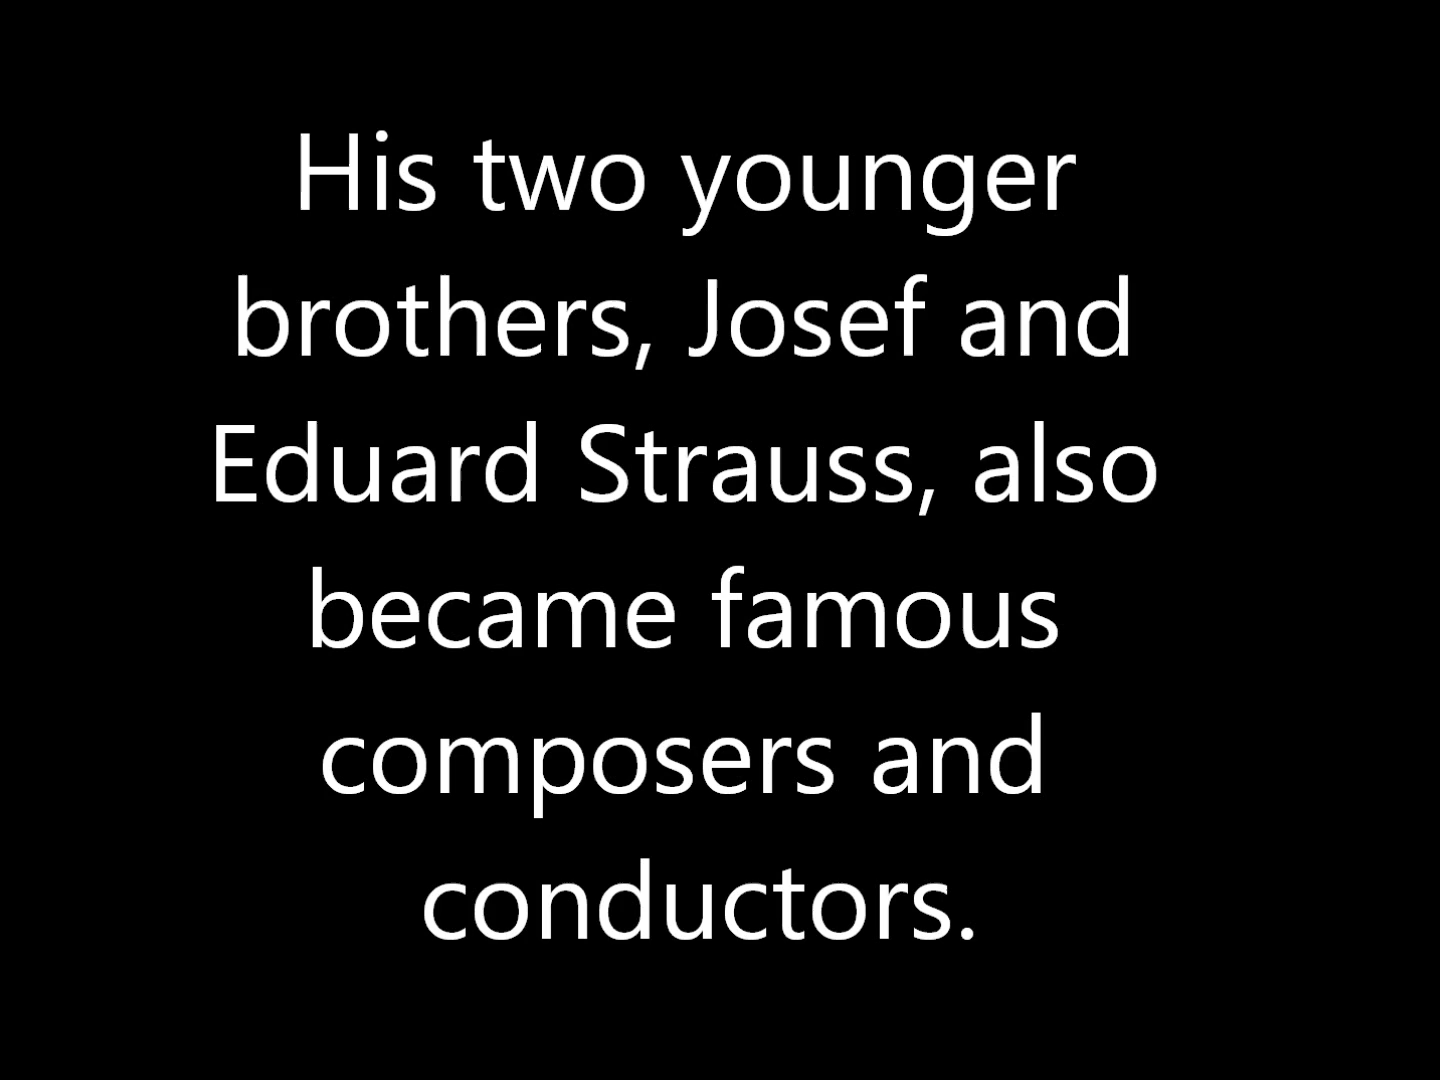 His two younger
brothers, Josef and
Eduard Strauss, also
became famous
composers and
conductors.